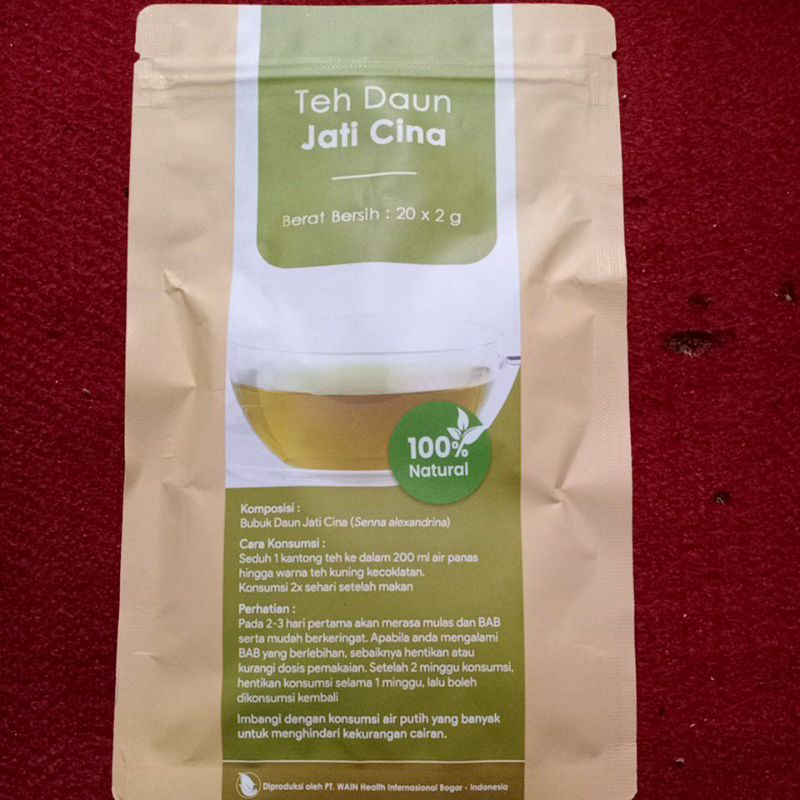 Teh Daun
Jati Cina
Berat Bersih : 20 x 2 g
100%
Natural
Komposisi :
Bubuk Daun Jati Cina (Senna alexandrina)
Cara Konsumsi :
Seduh 1 kantong teh ke dalam 200 ml air panas
hingga warna teh kuning kecoklatan.
Konsumsi 2x sehari setelah makan
Perhatian :
Pada 2-3 hari pertama akan merasa mulas dan BAB
serta mudah berkeringat. Apabila anda mengalami
BAB yang berlebihan, sebaiknya hentikan atau
kurangi dosis pemakaian. Setelah 2 minggu konsumsi,
hentikan konsumsi selama 1 minggu, lalu boleh
dikonsumsi kembali
Imbangi dengan konsumsi air putih yang banyak
untuk menghindari kekurangan cairan.
Diproduksi oleh PT. WAIN Health Internasional Bogor - Indonesia